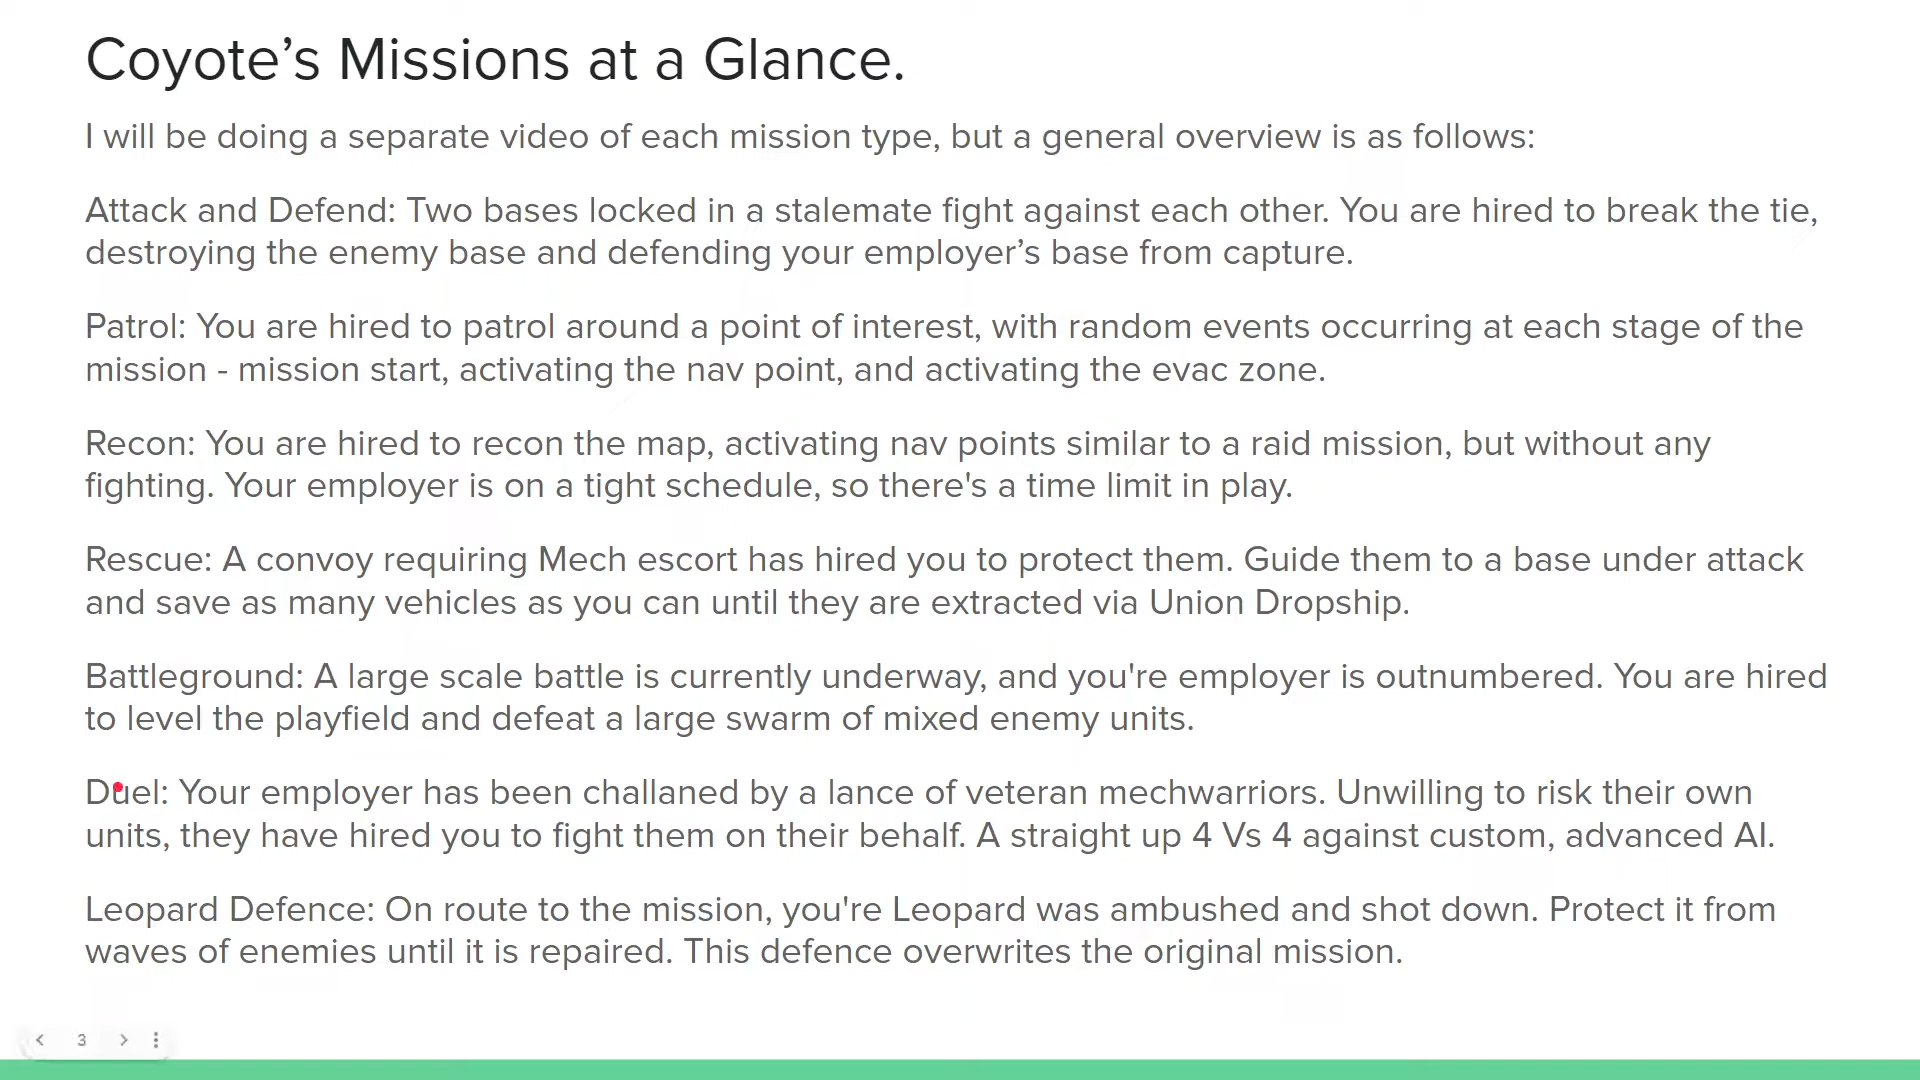 Coyote’s Missions at a Glance.
I will be doing a separate video of each mission type, but a general overview is as follows:
Attack and Defend: Two bases locked in a stalemate fight against each other. You are hired to break the tie,
destroying the enemy base and defending your employer’s base from capture.
Patrol: You are hired to patrol around a point of interest, with random events occurring at each stage of the
mission - mission start, activating the nav point, and activating the evac zone.
Recon: You are hired to recon the map, activating nav points similar to a raid mission, but without any
fighting. Your employer is on a tight schedule, so there's a time limit in play.
Rescue: A convoy requiring Mech escort has hired you to protect them. Guide them to a base under attack
and save as many vehicles as you can until they are extracted via Union Dropship.
Battleground: A large scale battle is currently underway, and you're employer is outnumbered. You are hired
to level the playfield and defeat a large swarm of mixed enemy units.
Duel: Your employer has been challaned by a lance of veteran mechwarriors. Unwilling to risk their own
units, they have hired you to fight them on their behalf. A straight up 4 Vs 4 against custom, advanced AI.
Leopard Defence: On route to the mission, you're Leopard was ambushed and shot down. Protect it from
waves of enemies until it is repaired. This defence overwrites the original mission.
3